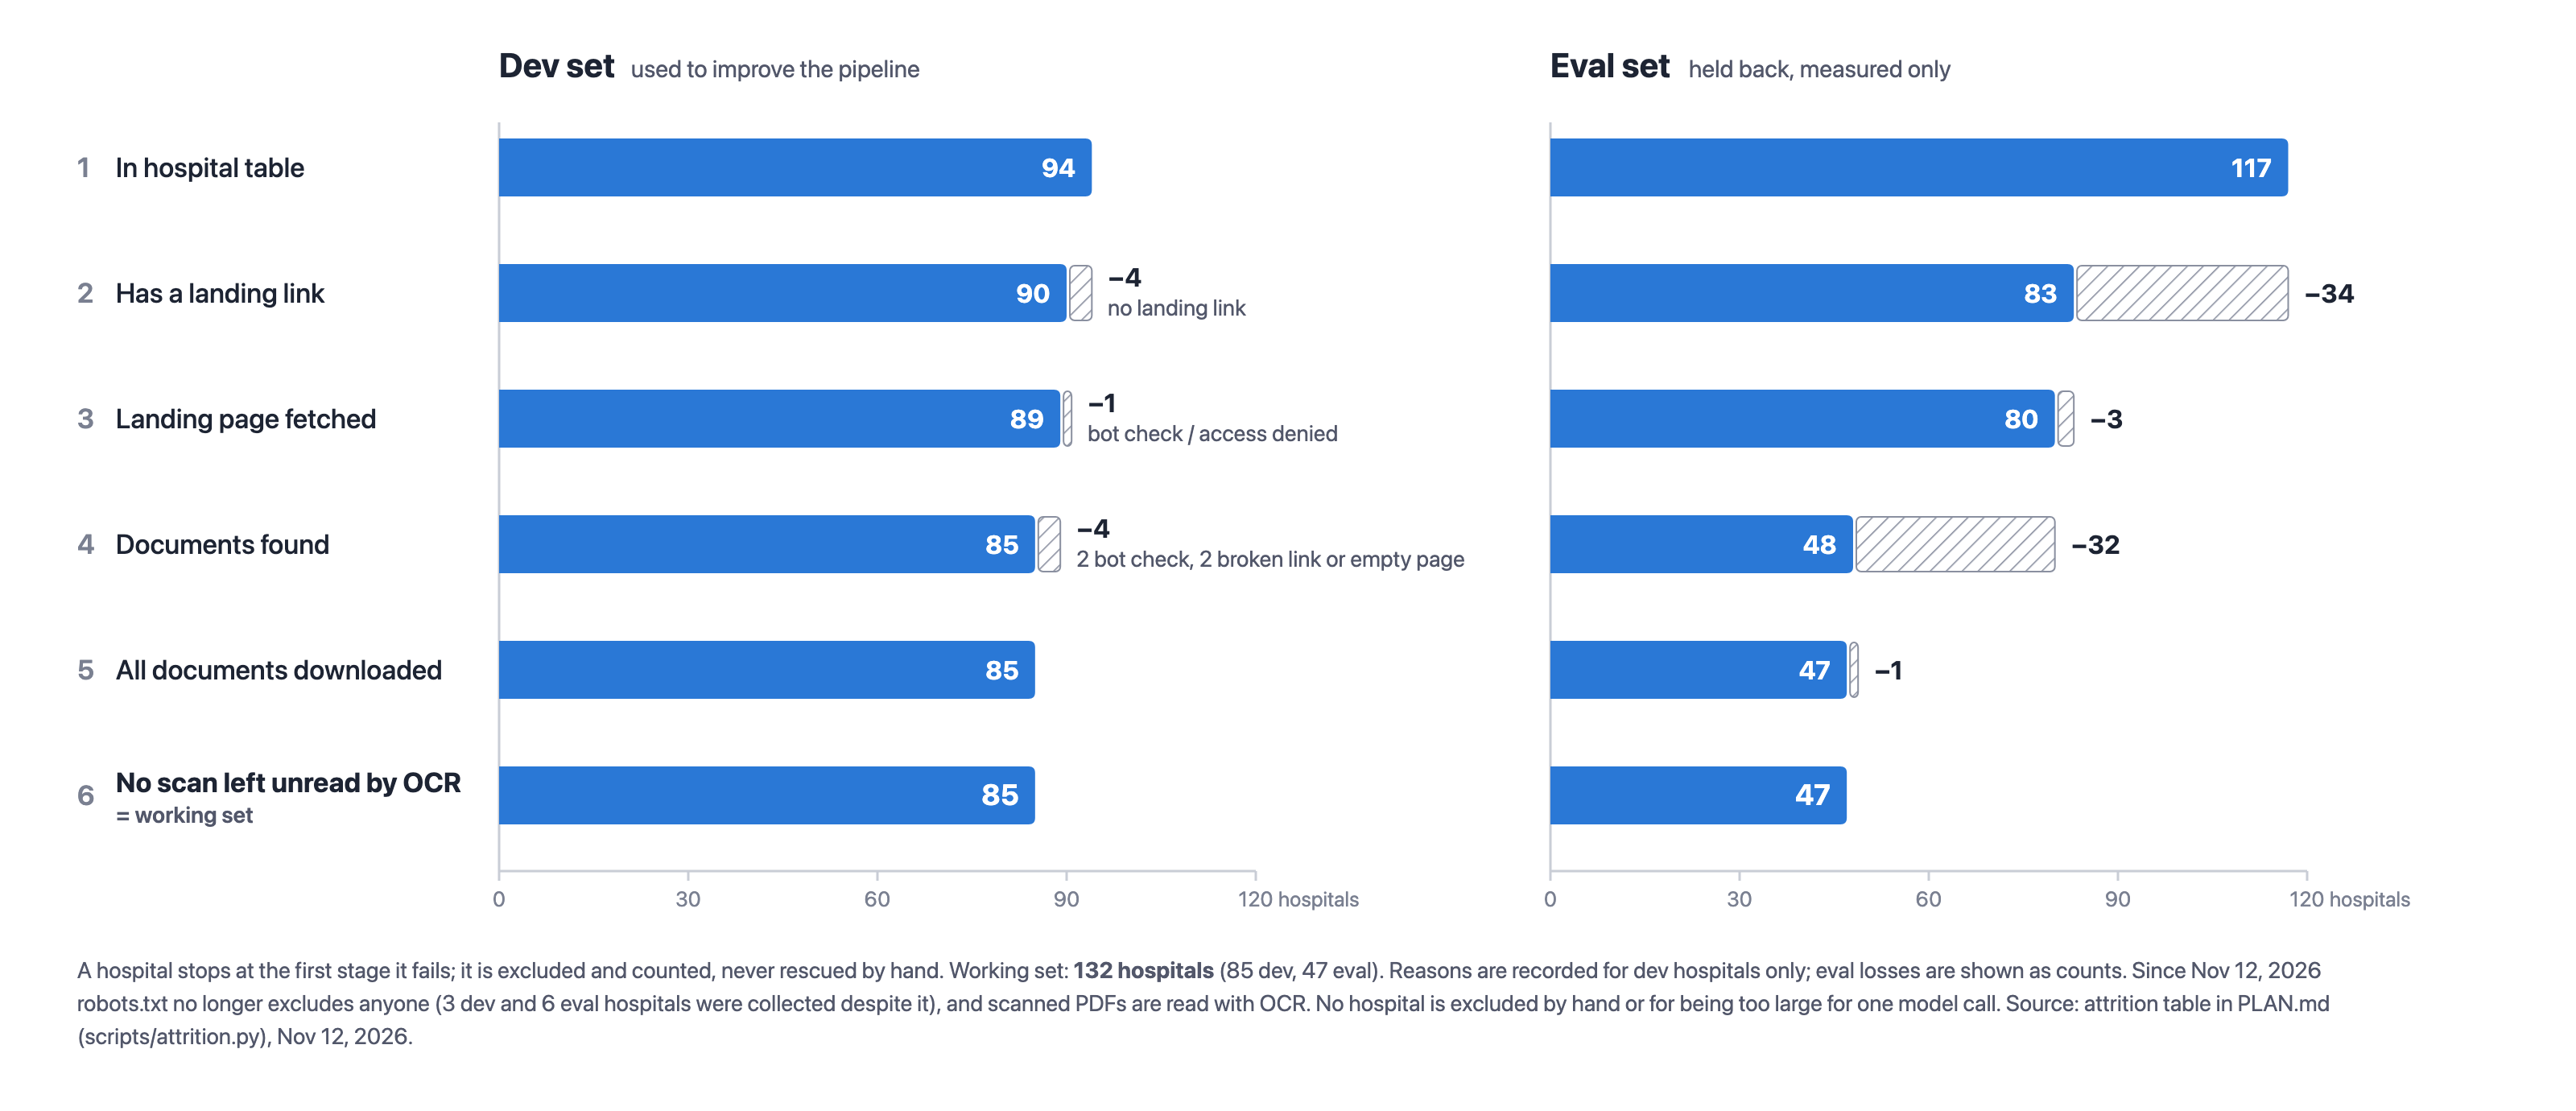 Dev set used to improve the pipeline
Eval set held back, measured only
1 In hospital table
94
117
2 Has a landing link
90
−4
no landing link
83
−34
3 Landing page fetched
89
−1
bot check / access denied
80
−3
4 Documents found
85
−4
2 bot check, 2 broken link or empty page
48
−32
5 All documents downloaded
85
47
−1
6 No scan left unread by OCR
= working set
85
47
0 30 60 90 120 hospitals
0 30 60 90 120 hospitals
A hospital stops at the first stage it fails; it is excluded and counted, never rescued by hand. Working set: 132 hospitals (85 dev, 47 eval). Reasons are recorded for dev hospitals only; eval losses are shown as counts. Since Nov 12, 2026
robots.txt no longer excludes anyone (3 dev and 6 eval hospitals were collected despite it), and scanned PDFs are read with OCR. No hospital is excluded by hand or for being too large for one model call. Source: attrition table in PLAN.md
(scripts/attrition.py), Nov 12, 2026.